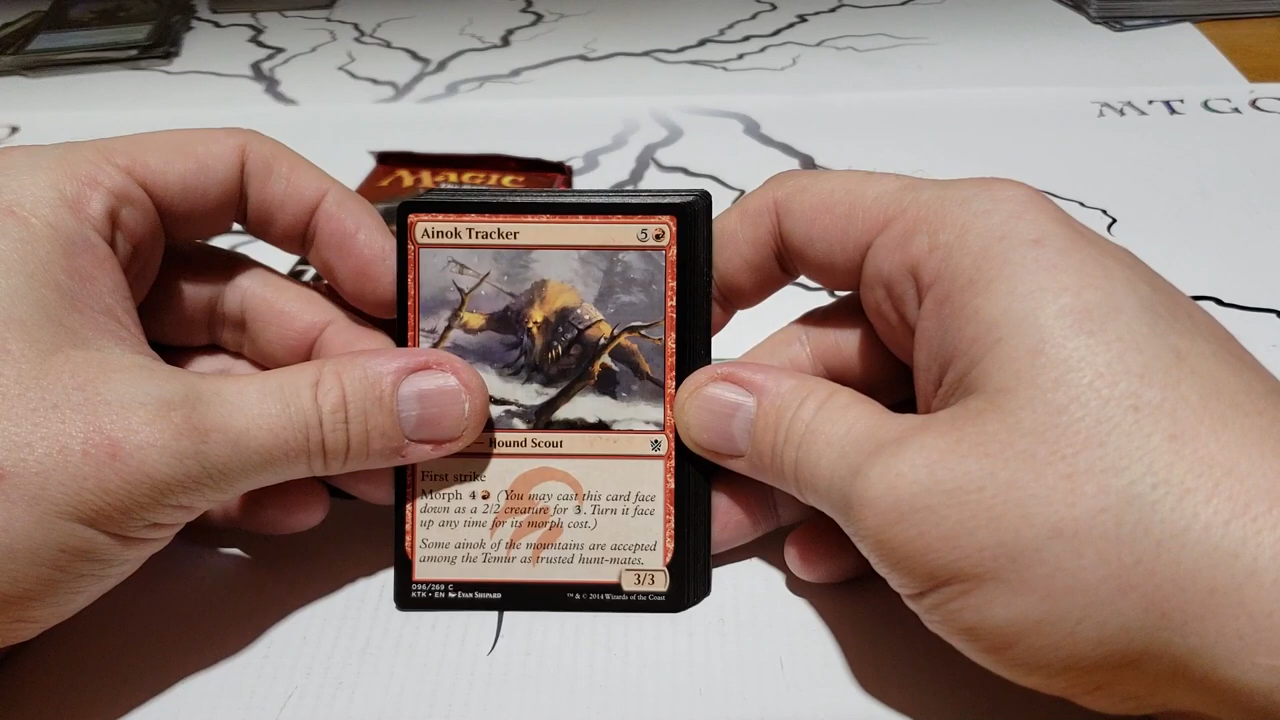 MTGG
MAGIC
Ainok Tracker 5
— Hound Scout
First strike
Morph 4 (You may cast this card face
down as a 2/2 creature for 3. Turn it face
up any time for its morph cost.)
Some ainok of the mountains are accepted
among the Temur as trusted hunt-mates.
3/3
096/269 C
KTK • EN Evan Shipard
™ & © 2014 Wizards of the Coast